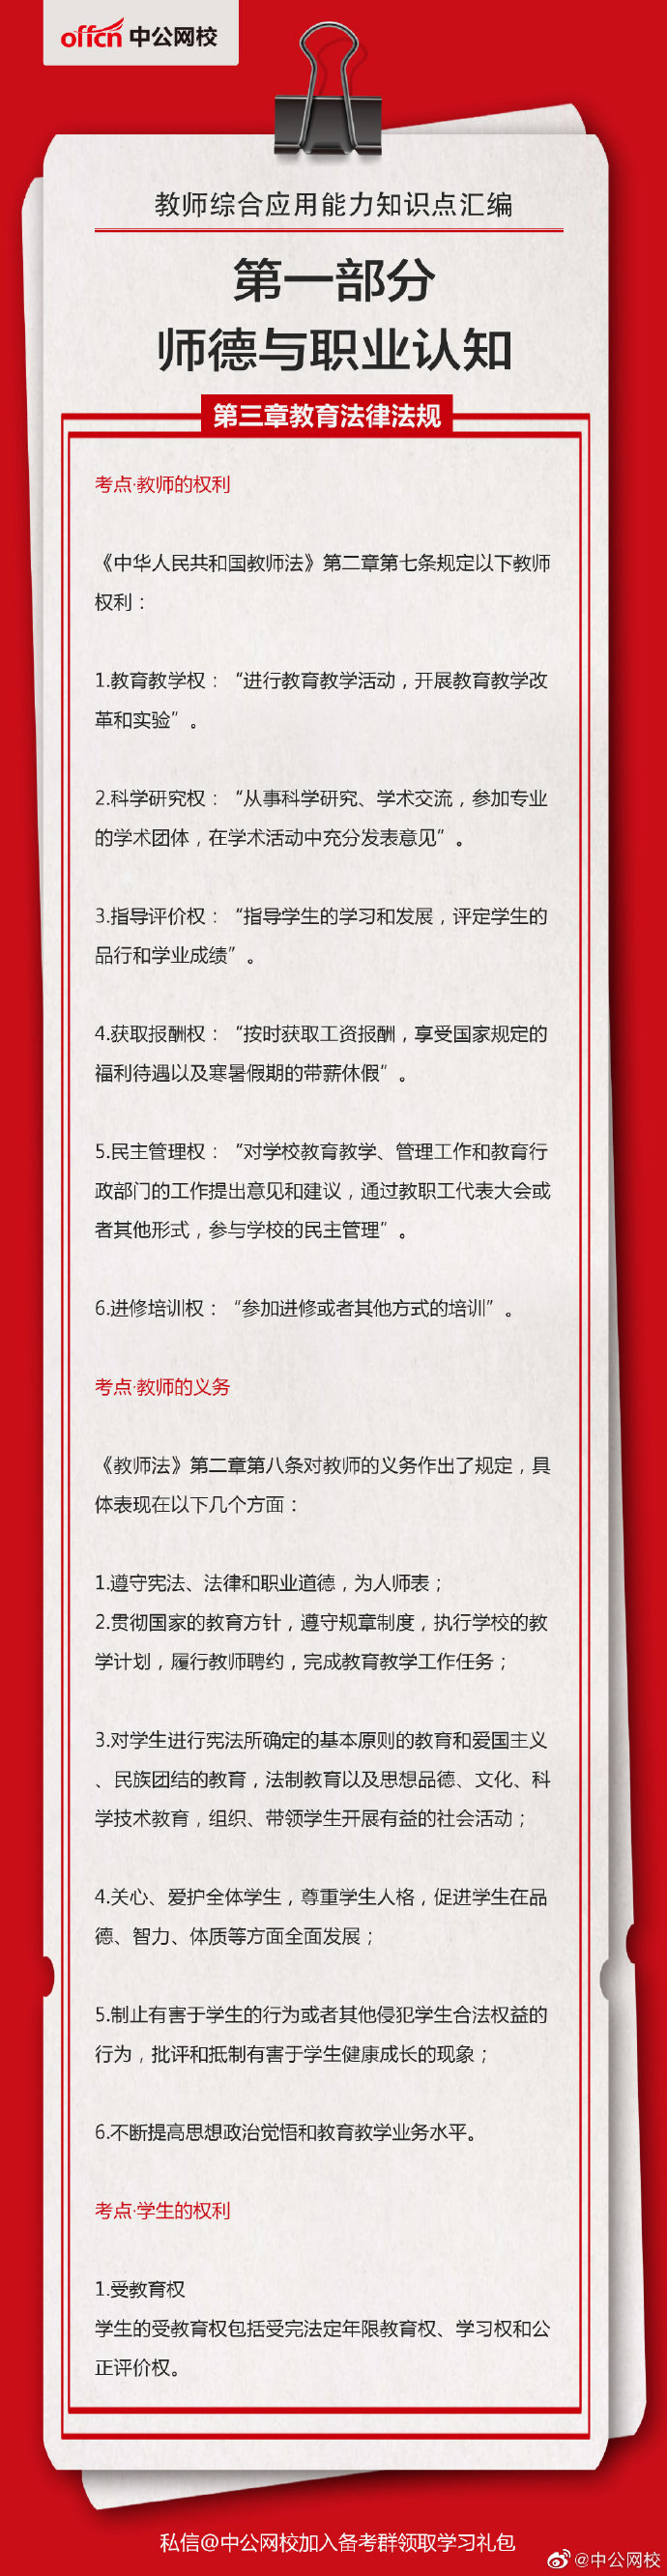 offcn 中公网校
教师综合应用能力知识点汇编
第一部分
师德与职业认知
第三章教育法律法规
考点·教师的权利
《中华人民共和国教师法》第二章第七条规定以下教师
权利：
1.教育教学权：“进行教育教学活动，开展教育教学改
革和实验”。
2.科学研究权：“从事科学研究、学术交流，参加专业
的学术团体，在学术活动中充分发表意见”。
3.指导评价权：“指导学生的学习和发展，评定学生的
品行和学业成绩”。
4.获取报酬权：“按时获取工资报酬，享受国家规定的
福利待遇以及寒暑假期的带薪休假”。
5.民主管理权：“对学校教育教学、管理工作和教育行
政部门的工作提出意见和建议，通过教职工代表大会或
者其他形式，参与学校的民主管理”。
6.进修培训权：“参加进修或者其他方式的培训”。
考点·教师的义务
《教师法》第二章第八条对教师的义务作出了规定，具
体表现在以下几个方面：
1.遵守宪法、法律和职业道德，为人师表；
2.贯彻国家的教育方针，遵守规章制度，执行学校的教
学计划，履行教师聘约，完成教育教学工作任务；
3.对学生进行宪法所确定的基本原则的教育和爱国主义
、民族团结的教育，法制教育以及思想品德、文化、科
学技术教育，组织、带领学生开展有益的社会活动；
4.关心、爱护全体学生，尊重学生人格，促进学生在品
德、智力、体质等方面全面发展；
5.制止有害于学生的行为或者其他侵犯学生合法权益的
行为，批评和抵制有害于学生健康成长的现象；
6.不断提高思想政治觉悟和教育教学业务水平。
考点·学生的权利
1.受教育权
学生的受教育权包括受完法定年限教育权、学习权和公
正评价权。
私信@中公网校加入备考群领取学习礼包
@中公网校